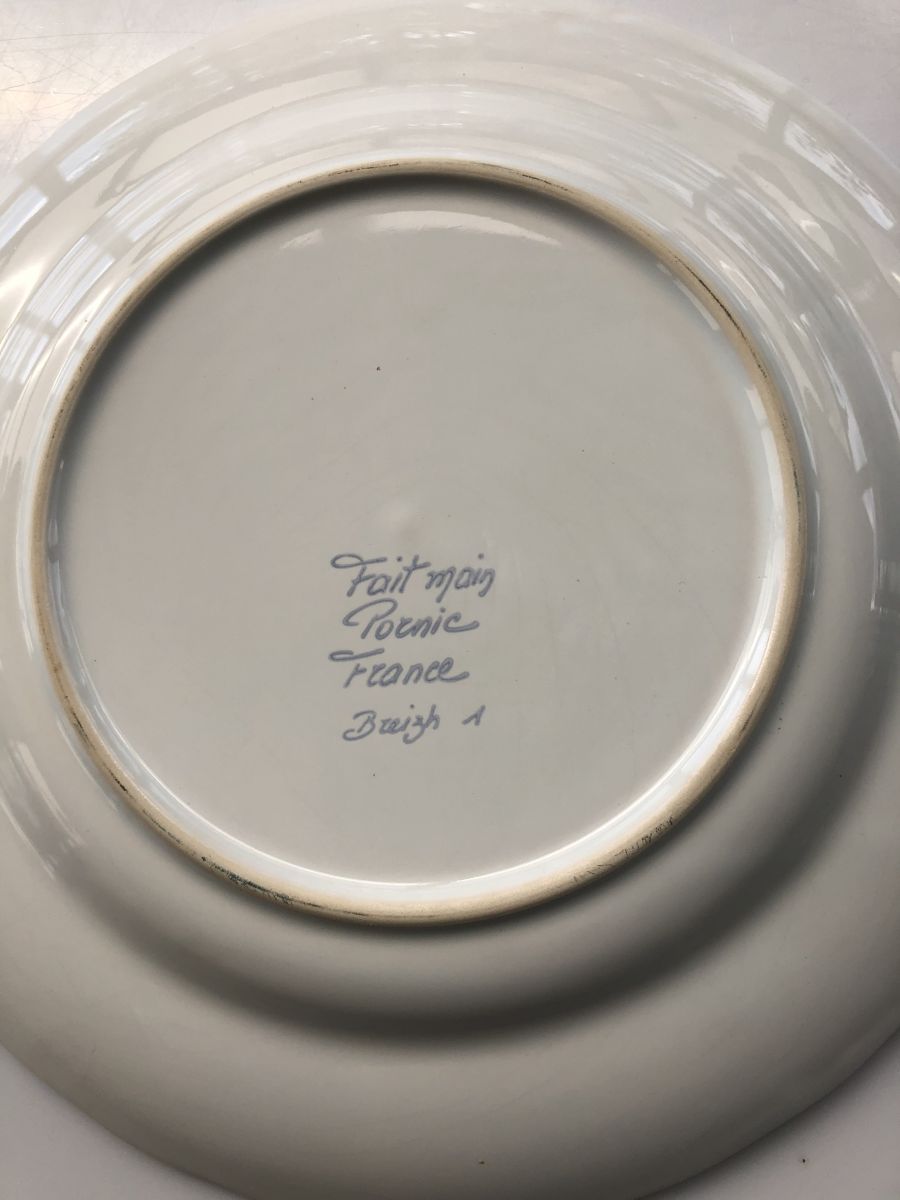 Fait main
Pornic
France
Breizh 1